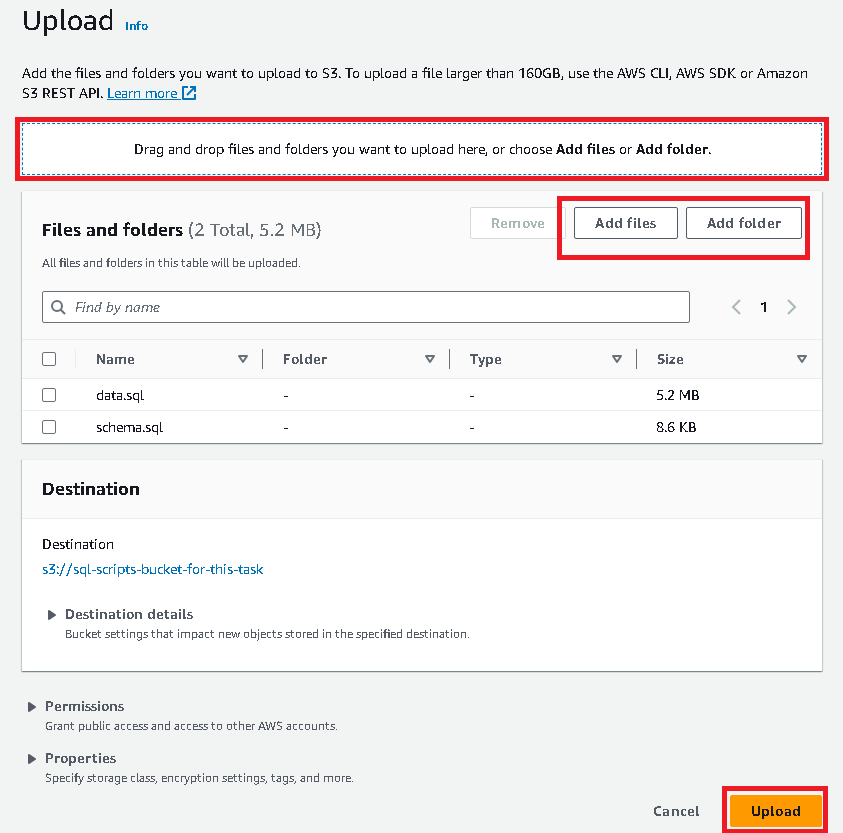 Upload Info
Add the files and folders you want to upload to S3. To upload a file larger than 160GB, use the AWS CLI, AWS SDK or Amazon
S3 REST API. Learn more
Drag and drop files and folders you want to upload here, or choose Add files or Add folder.
Files and folders (2 Total, 5.2 MB)
Remove Add files Add folder
All files and folders in this table will be uploaded.
Find by name
1
Name Folder Type Size
data.sql - - 5.2 MB
schema.sql - - 8.6 KB
Destination
Destination
s3://sql-scripts-bucket-for-this-task
Destination details
Bucket settings that impact new objects stored in the specified destination.
Permissions
Grant public access and access to other AWS accounts.
Properties
Specify storage class, encryption settings, tags, and more.
Cancel Upload